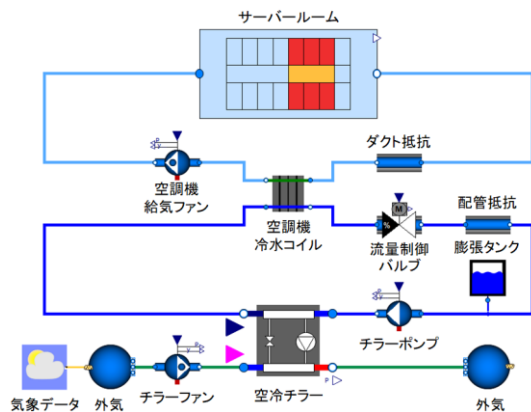 サーバールーム
ダクト抵抗
空調機
給気ファン
空調機
冷水コイル
配管抵抗
流量制御
バルブ
膨張タンク
M
%
チラーポンプ
P
気象データ
外気
チラーファン
空冷チラー
外気